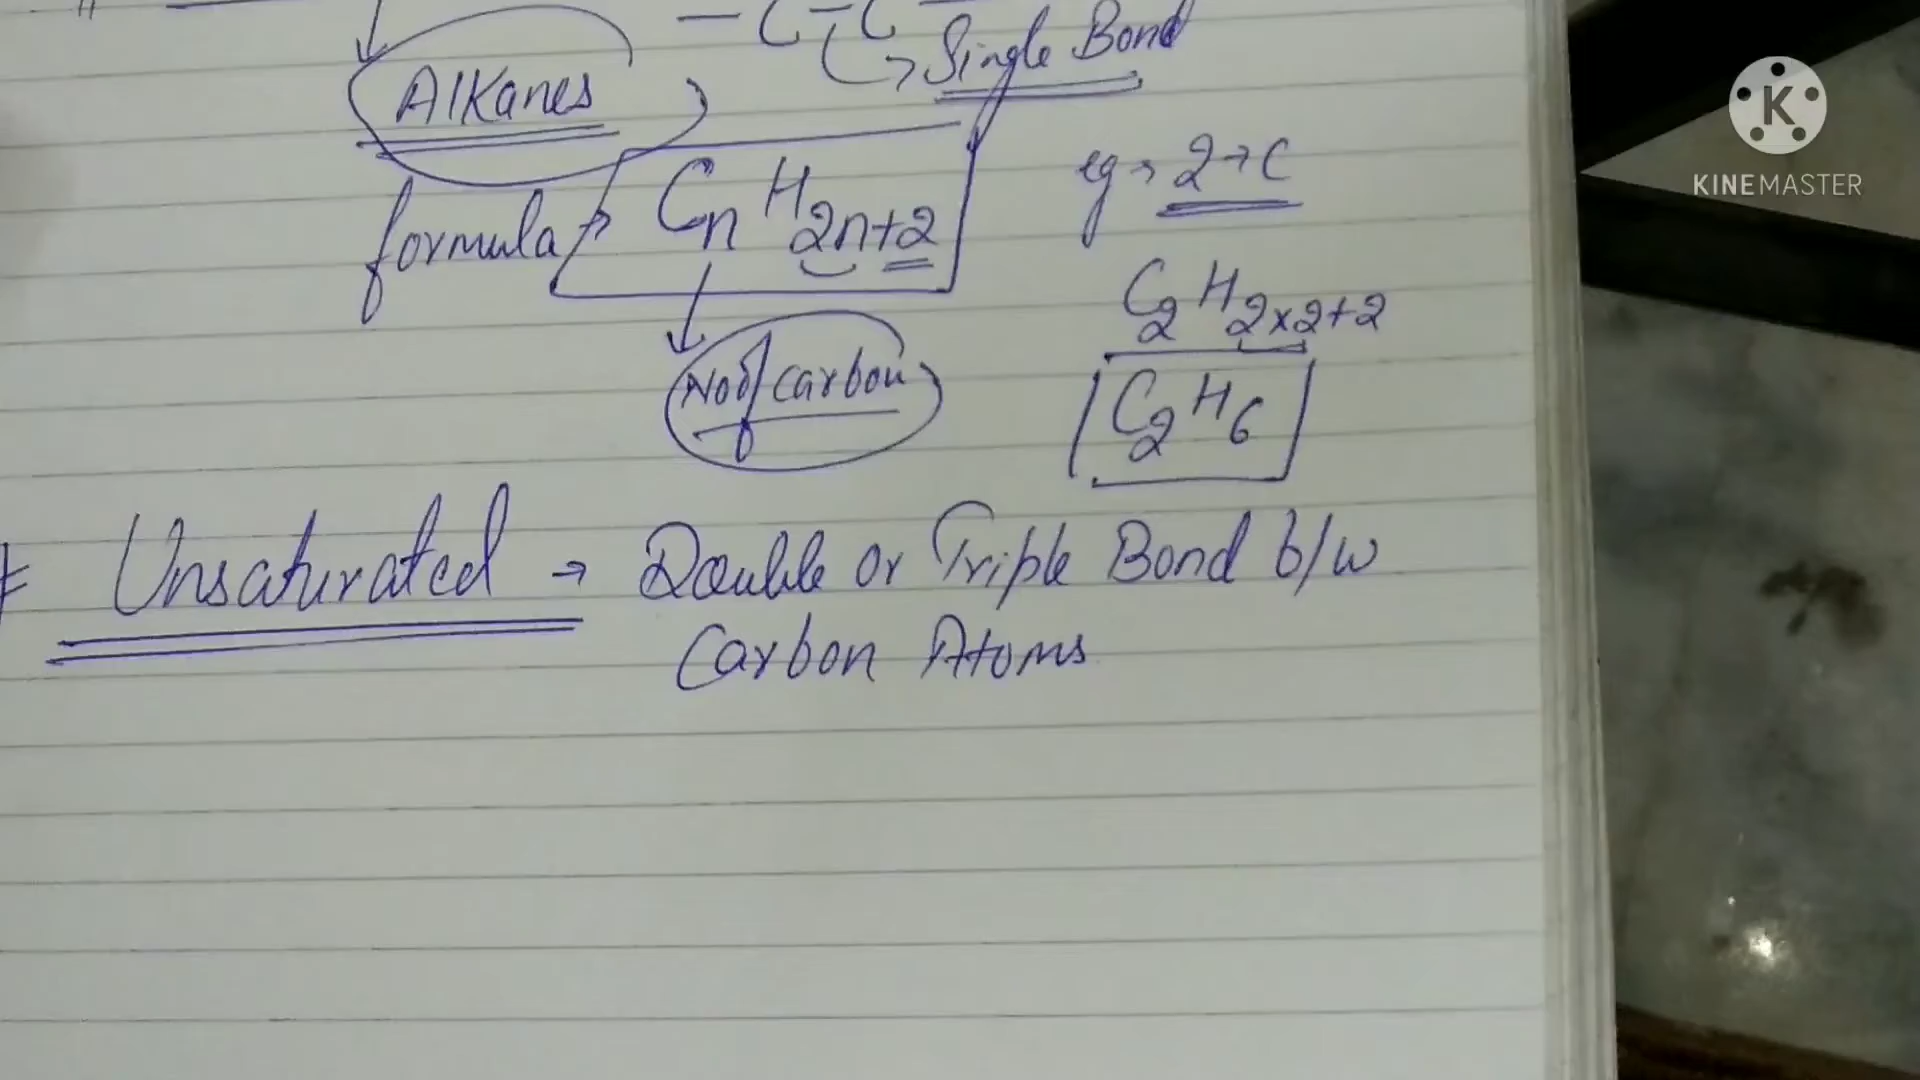 - C - C -
→ Single Bond
Alkanes
formula → CnH2n+2
eg → 2 → C
C2H2x2+2
No of carbon
C2H6
Unsaturated → Double or Triple Bond b/w
Carbon Atoms
K
KINEMASTER